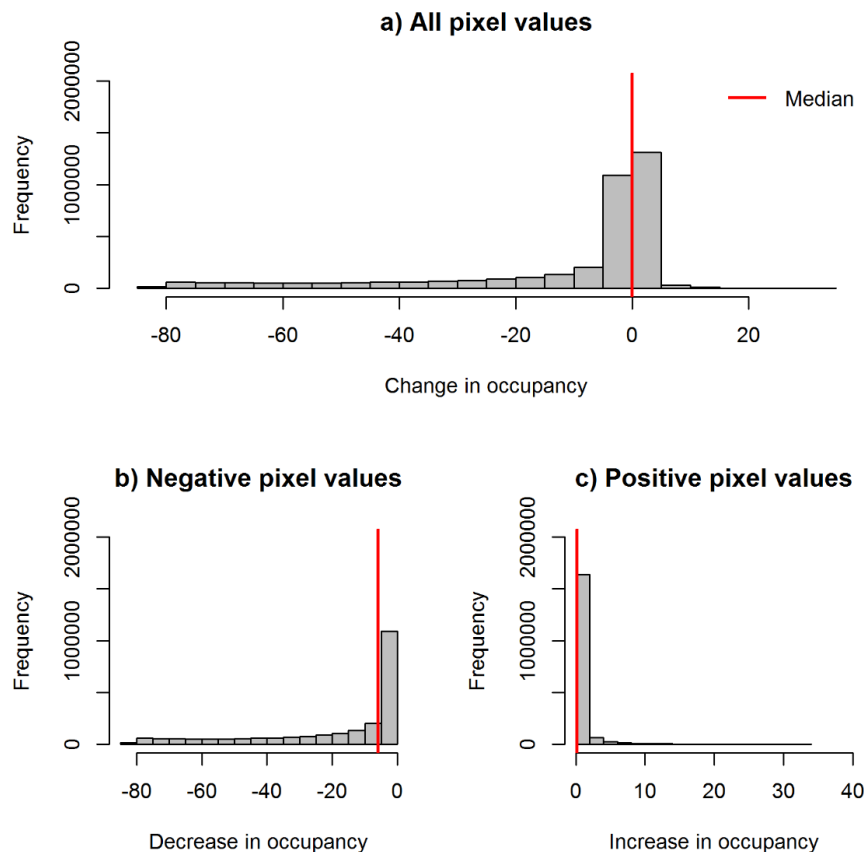 a) All pixel values
Median
Frequency
0
1000000
2000000
-80
-60
-40
-20
0
20
Change in occupancy
b) Negative pixel values
Frequency
0
1000000
2000000
-80
-60
-40
-20
0
Decrease in occupancy
c) Positive pixel values
Frequency
0
1000000
2000000
0
10
20
30
40
Increase in occupancy